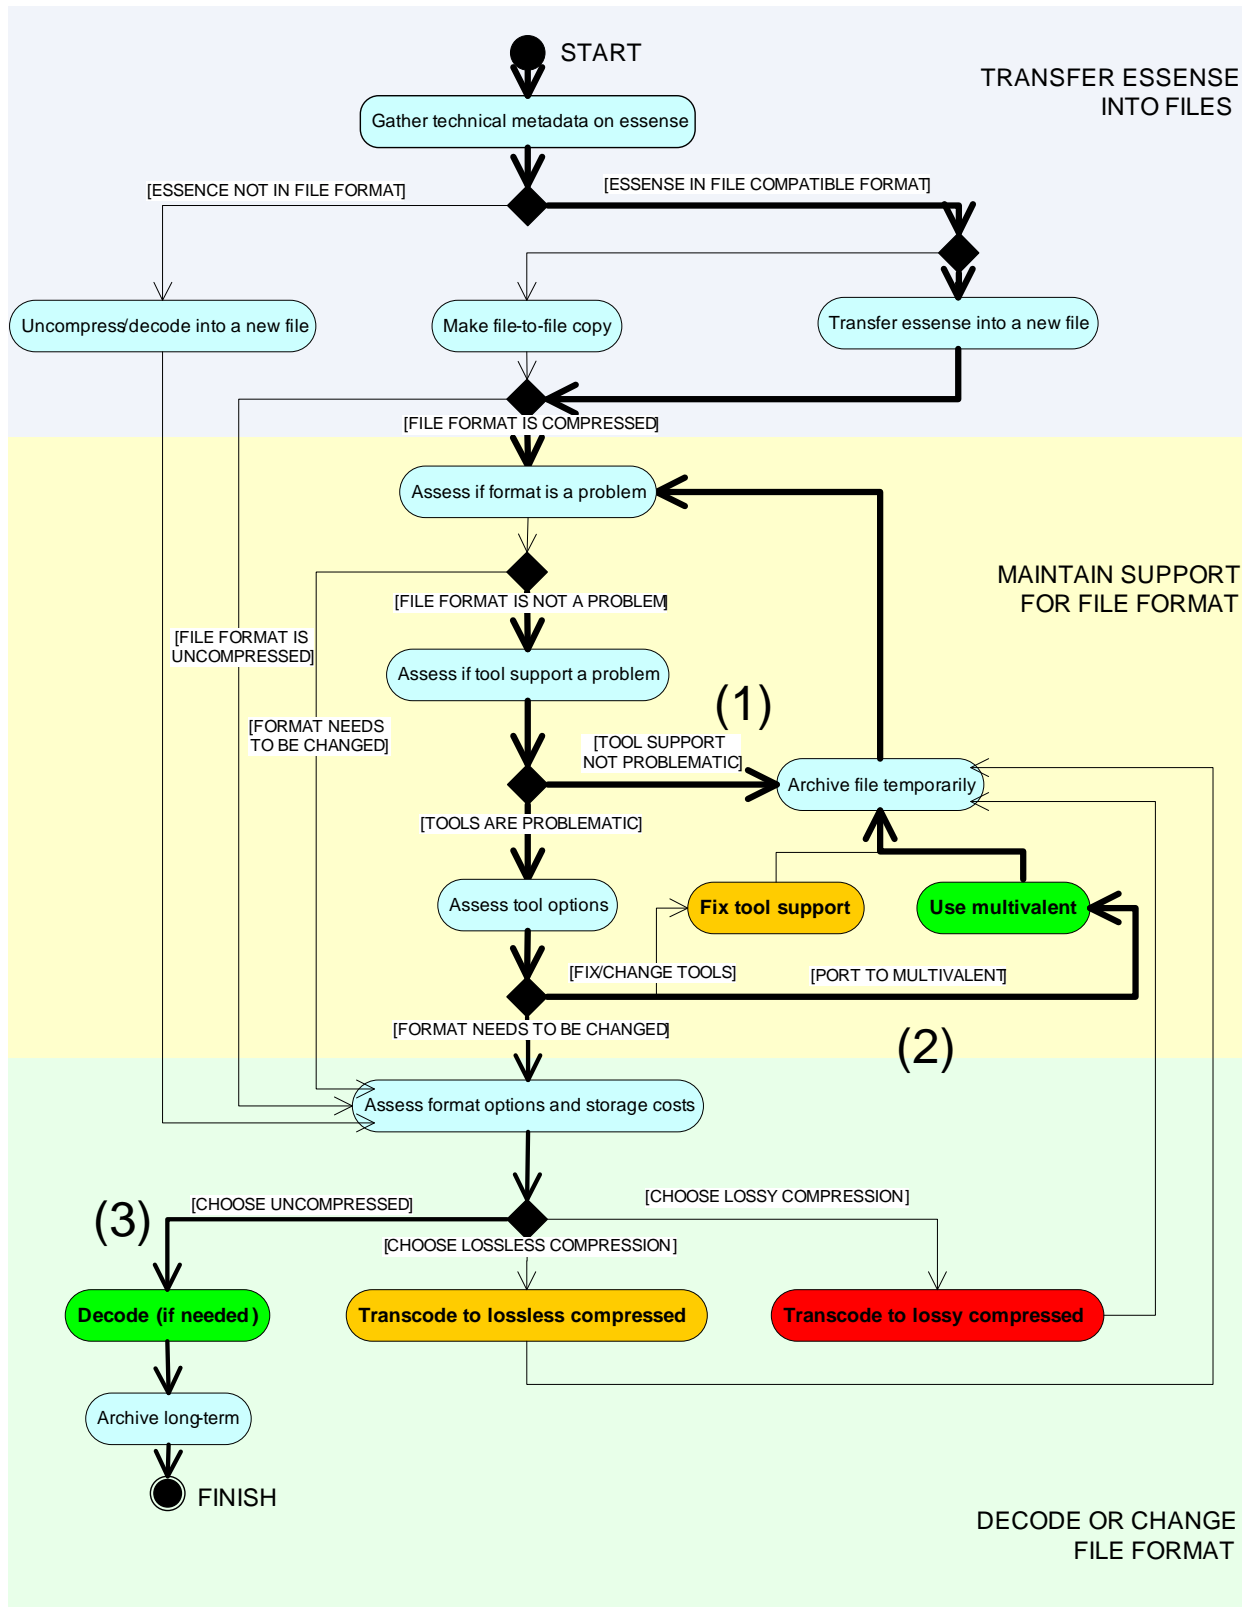 START
TRANSFER ESSENSE
INTO FILES
Gather technical metadata on essense
[ESSENCE NOT IN FILE FORMAT]
[ESSENSE IN FILE COMPATIBLE FORMAT]
Uncompress/decode into a new file
Make file-to-file copy
Transfer essense into a new file
[FILE FORMAT IS COMPRESSED]
Assess if format is a problem
MAINTAIN SUPPORT
FOR FILE FORMAT
[FILE FORMAT IS NOT A PROBLEM]
[FILE FORMAT IS
UNCOMPRESSED]
Assess if tool support a problem
(1)
[FORMAT NEEDS
TO BE CHANGED]
[TOOL SUPPORT
NOT PROBLEMATIC]
Archive file temporarily
[TOOLS ARE PROBLEMATIC]
Assess tool options
Fix tool support
Use multivalent
[FIX/CHANGE TOOLS]
[PORT TO MULTIVALENT]
[FORMAT NEEDS TO BE CHANGED]
(2)
Assess format options and storage costs
[CHOOSE UNCOMPRESSED]
[CHOOSE LOSSY COMPRESSION]
(3)
[CHOOSE LOSSLESS COMPRESSION]
Decode (if needed)
Transcode to lossless compressed
Transcode to lossy compressed
Archive long-term
FINISH
DECODE OR CHANGE
FILE FORMAT